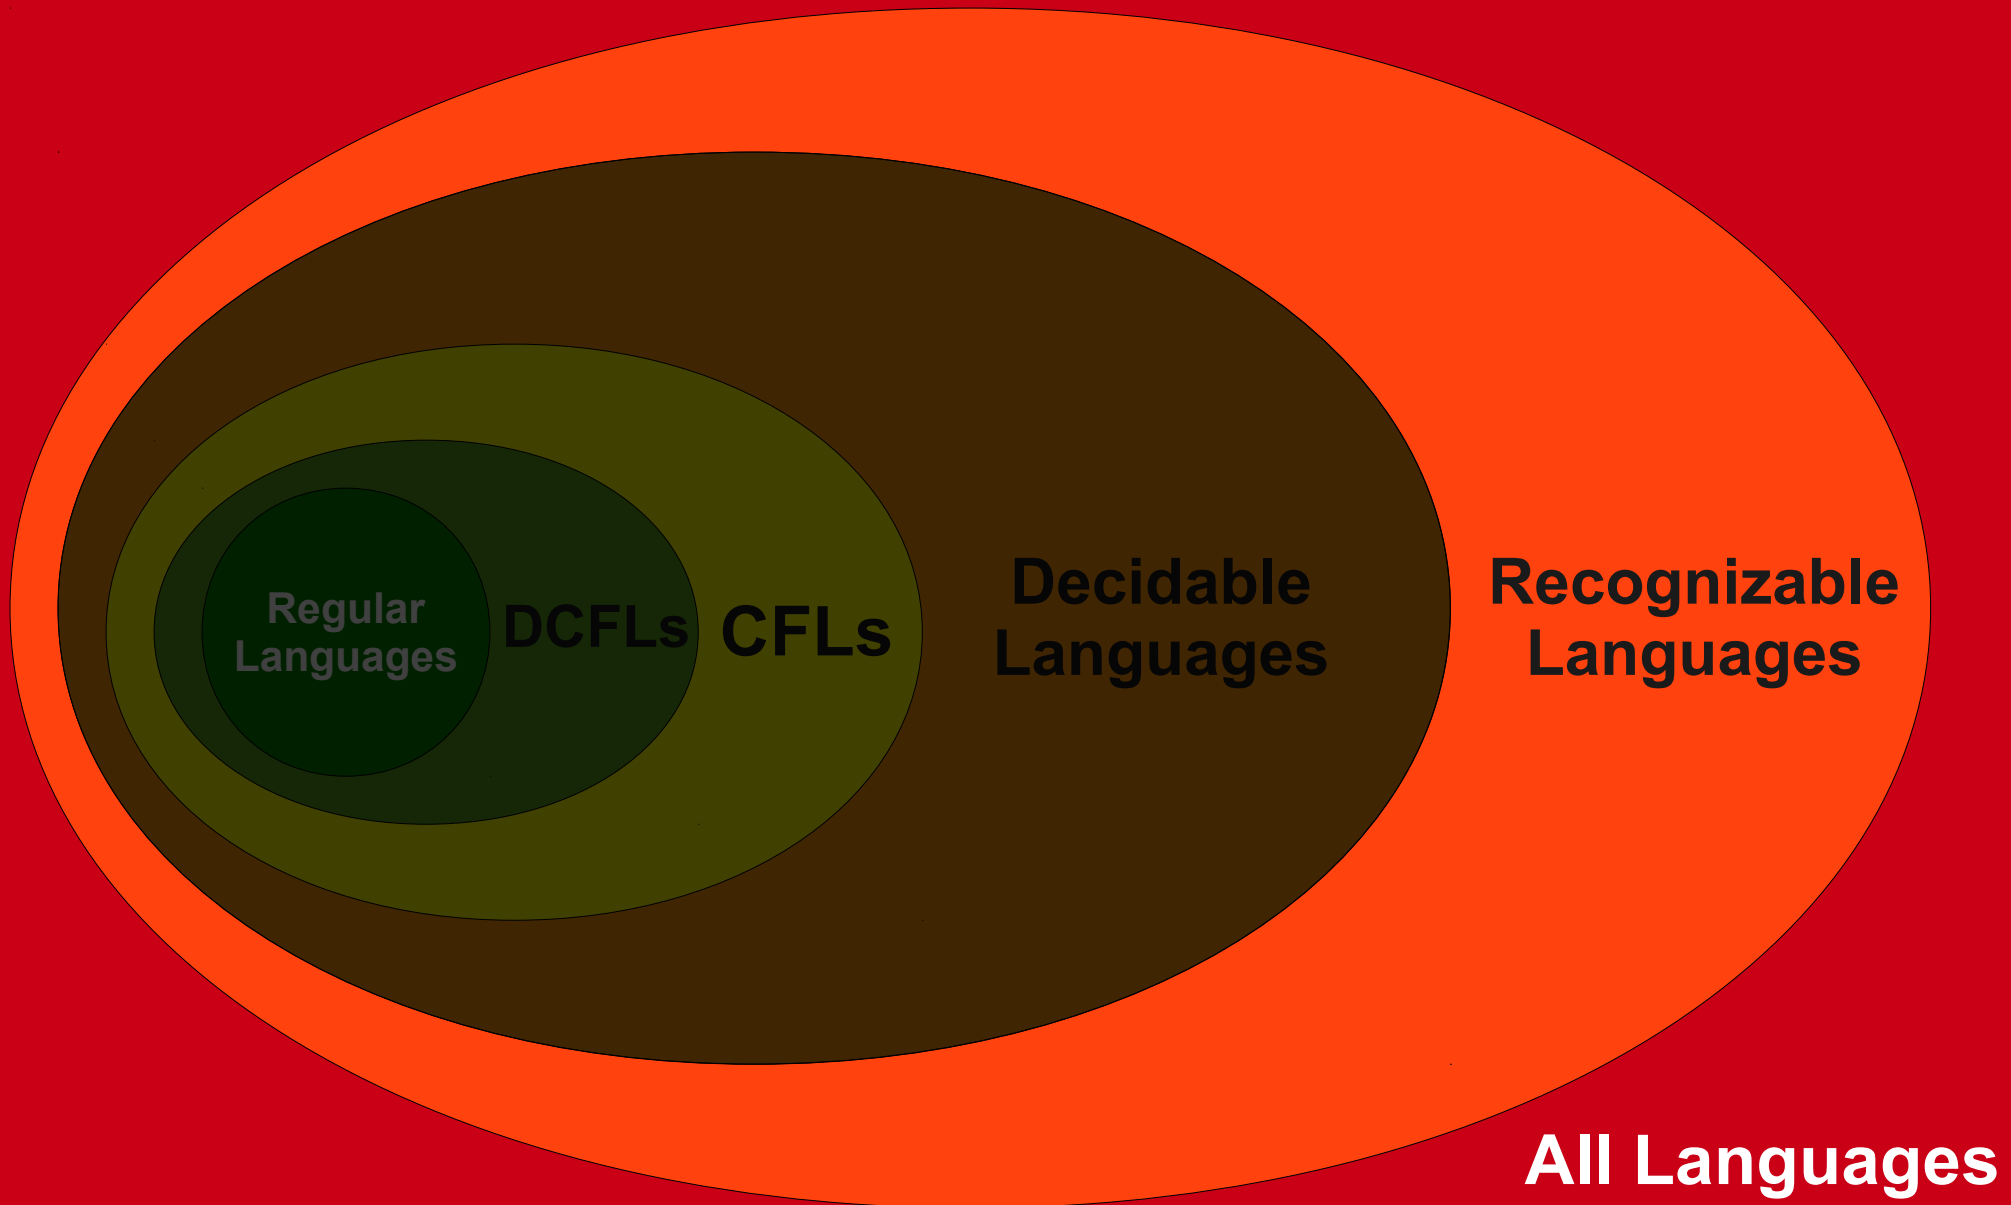 Regular
Languages
DCFLs
CFLs
Decidable
Languages
Recognizable
Languages
All Languages